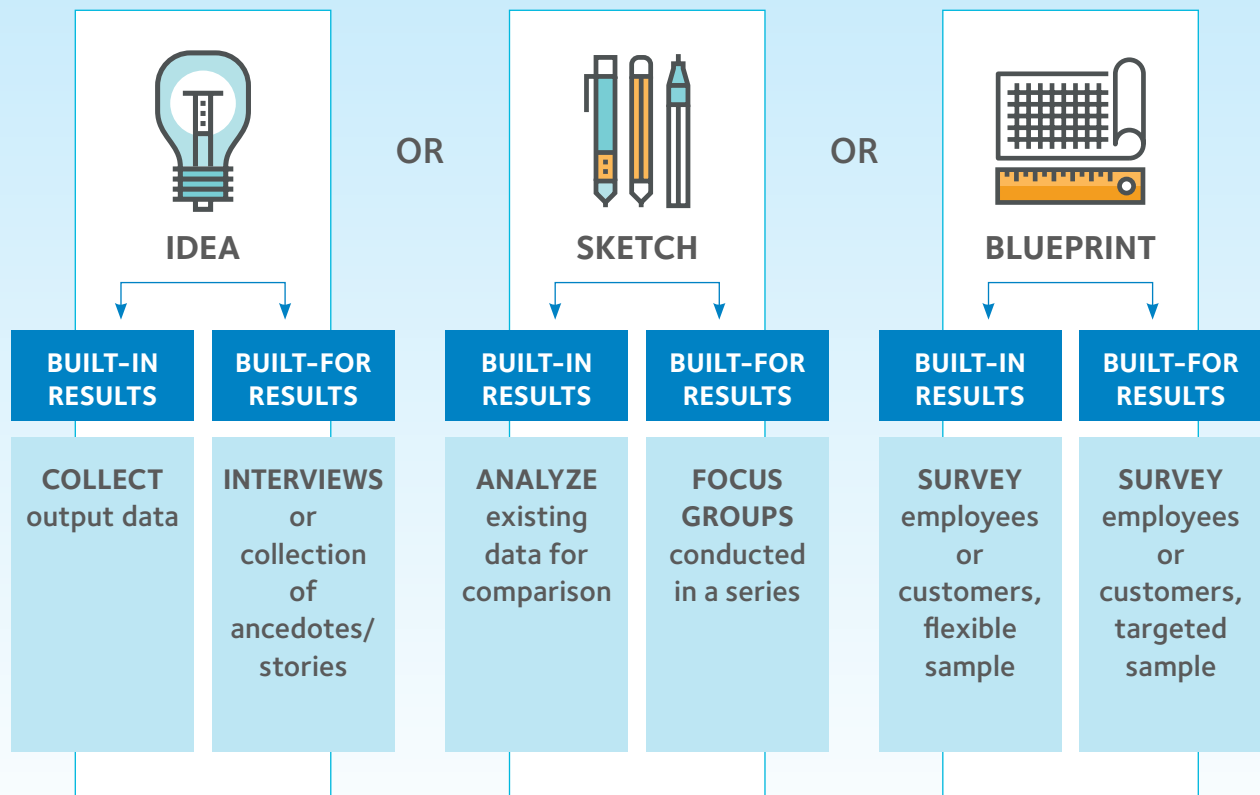 IDEA
OR
SKETCH
OR
BLUEPRINT
BUILT-IN
RESULTS
COLLECT
output data
BUILT-FOR
RESULTS
INTERVIEWS
or
collection
of
ancedotes/
stories
BUILT-IN
RESULTS
ANALYZE
existing
data for
comparison
BUILT-FOR
RESULTS
FOCUS
GROUPS
conducted
in a series
BUILT-IN
RESULTS
SURVEY
employees
or
customers,
flexible
sample
BUILT-FOR
RESULTS
SURVEY
employees
or
customers,
targeted
sample